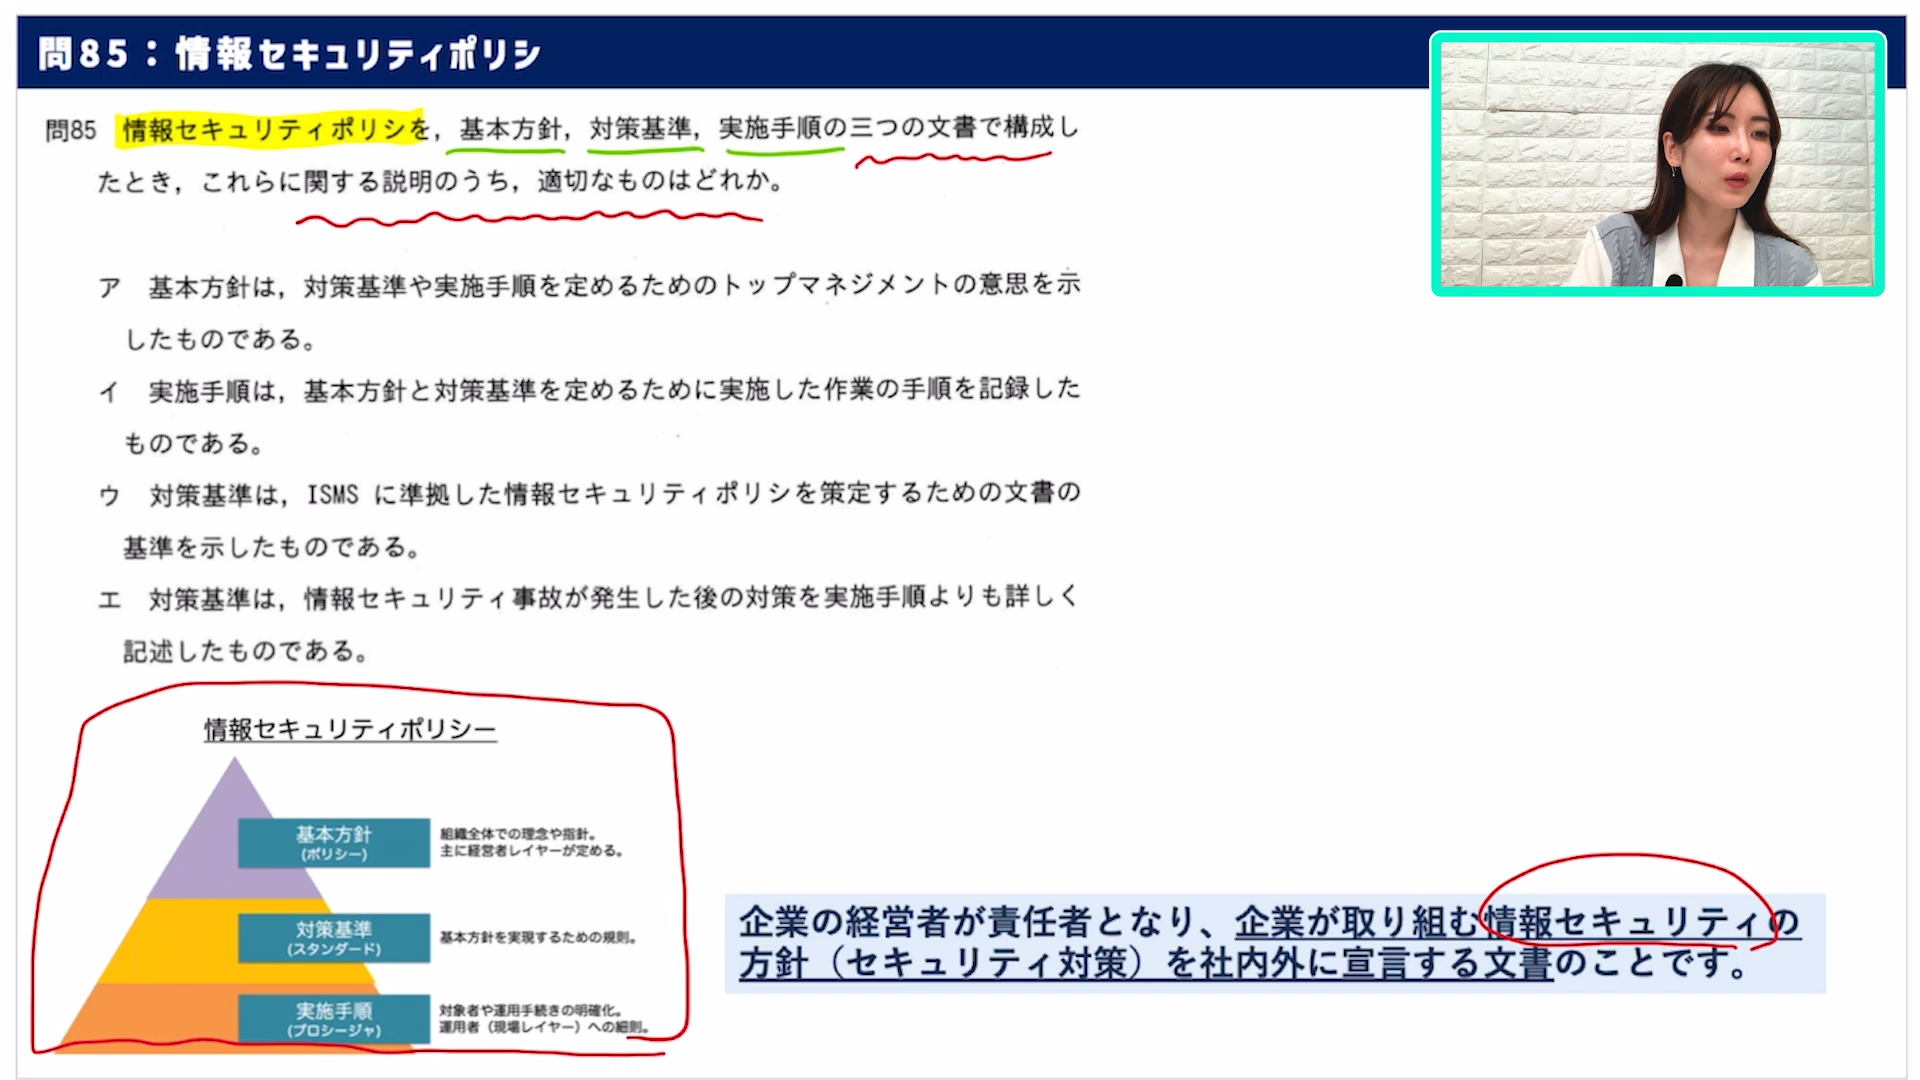 問85：情報セキュリティポリシ
問85　情報セキュリティポリシを，基本方針，対策基準，実施手順の三つの文書で構成し
たとき，これらに関する説明のうち，適切なものはどれか。
ア　基本方針は，対策基準や実施手順を定めるためのトップマネジメントの意思を示
したものである。
イ　実施手順は，基本方針と対策基準を定めるために実施した作業の手順を記録した
ものである。
ウ　対策基準は，ISMS に準拠した情報セキュリティポリシを策定するための文書の
基準を示したものである。
エ　対策基準は，情報セキュリティ事故が発生した後の対策を実施手順よりも詳しく
記述したものである。
情報セキュリティポリシー
基本方針
(ポリシー)
組織全体での理念や指針。
主に経営者レイヤーが定める。
対策基準
(スタンダード)
基本方針を実現するための規則。
実施手順
(プロシージャ)
対象者や運用手続きの明確化。
運用者（現場レイヤー）への細則。
企業の経営者が責任者となり、企業が取り組む情報セキュリティの
方針（セキュリティ対策）を社内外に宣言する文書のことです。